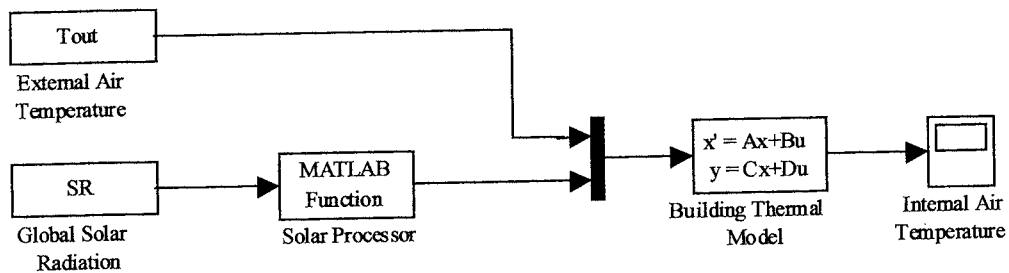 Tout
External Air
Temperature
SR
Global Solar
Radiation
MATLAB
Function
Solar Processor
x' = Ax+Bu
y = Cx+Du
Building Thermal
Model
Internal Air
Temperature